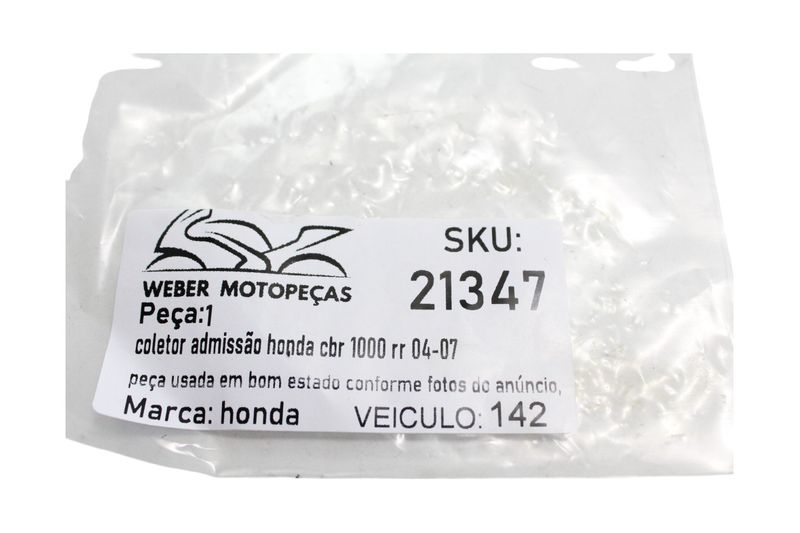 WEBER MOTOPEÇAS
SKU:
21347
Peça:1
coletor admissão honda cbr 1000 rr 04-07
peça usada em bom estado conforme fotos do anúncio,
Marca: honda VEICULO: 142